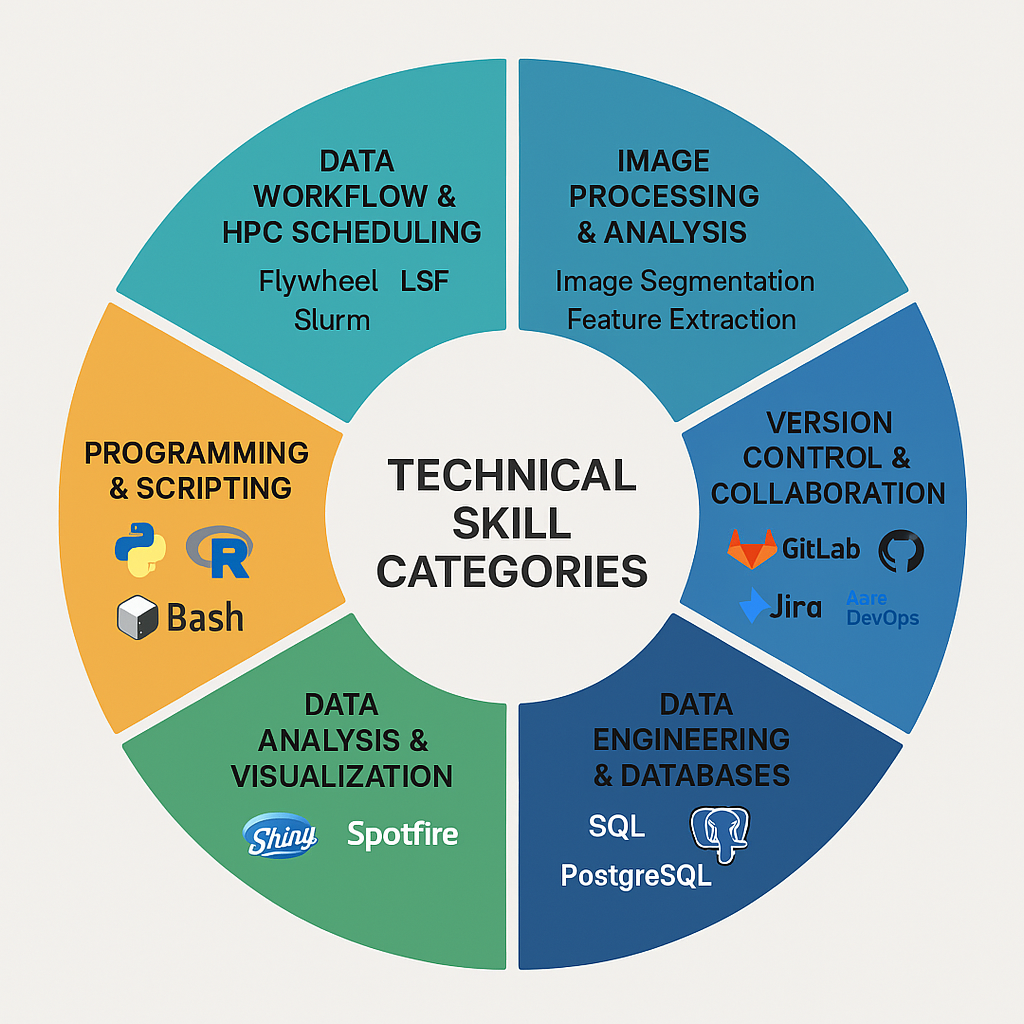 TECHNICAL
SKILL
CATEGORIES
DATA
WORKFLOW &
HPC SCHEDULING
Flywheel LSF
Slurm
IMAGE
PROCESSING
& ANALYSIS
Image Segmentation
Feature Extraction
VERSION
CONTROL &
COLLABORATION
GitLab
Jira
Aare
DevOps
DATA
ENGINEERING
& DATABASES
SQL
PostgreSQL
DATA
ANALYSIS &
VISUALIZATION
Shiny Spotfire
PROGRAMMING
& SCRIPTING
R
Bash